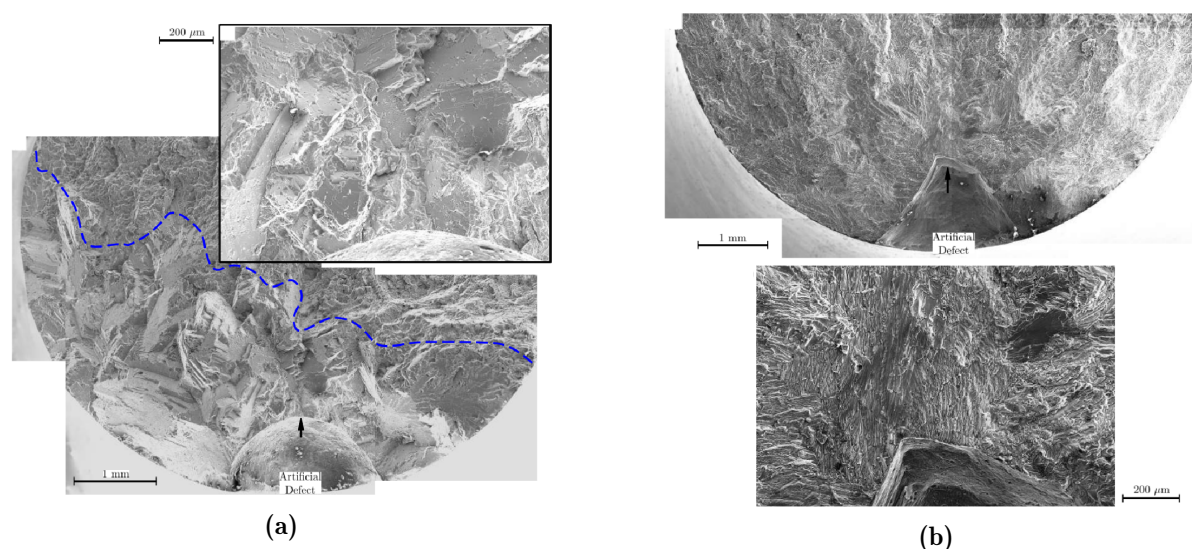 200 μm
1 mm
Artificial
Defect
(a)
1 mm
Artificial
Defect
200 μm
(b)